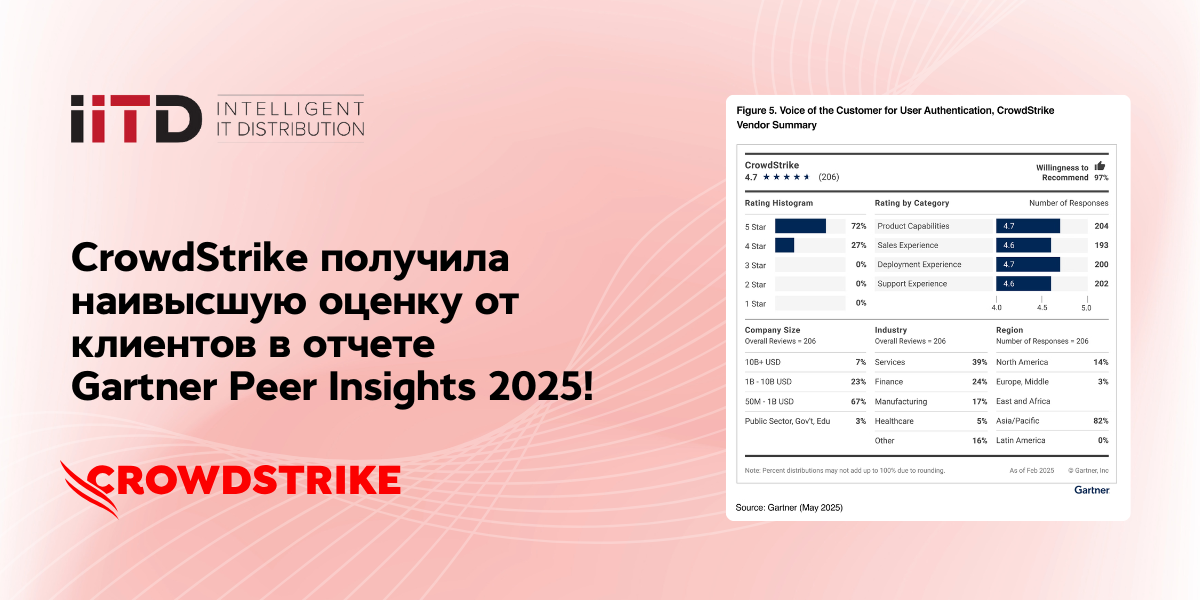 iiTD
INTELLIGENT
IT DISTRIBUTION
CrowdStrike получила
наивысшую оценку от
клиентов в отчете
Gartner Peer Insights 2025!
CROWDSTRIKE
Figure 5. Voice of the Customer for User Authentication, CrowdStrike
Vendor Summary
CrowdStrike
4.7 ★ ★ ★ ★ ⯨ (206)
Willingness to
Recommend 97%
Rating Histogram
5 Star 72%
4 Star 27%
3 Star 0%
2 Star 0%
1 Star 0%
Rating by Category Number of Responses
Product Capabilities 4.7 204
Sales Experience 4.6 193
Deployment Experience 4.7 200
Support Experience 4.6 202
4.0 4.5 5.0
Company Size
Overall Reviews = 206
10B+ USD 7%
1B - 10B USD 23%
50M - 1B USD 67%
Public Sector, Gov't, Edu 3%
Industry
Overall Reviews = 206
Services 39%
Finance 24%
Manufacturing 17%
Healthcare 5%
Other 16%
Region
Number of Responses = 206
North America 14%
Europe, Middle 3%
East and Africa
Asia/Pacific 82%
Latin America 0%
Note: Percent distributions may not add up to 100% due to rounding. As of Feb 2025 © Gartner, Inc
Gartner
Source: Gartner (May 2025)